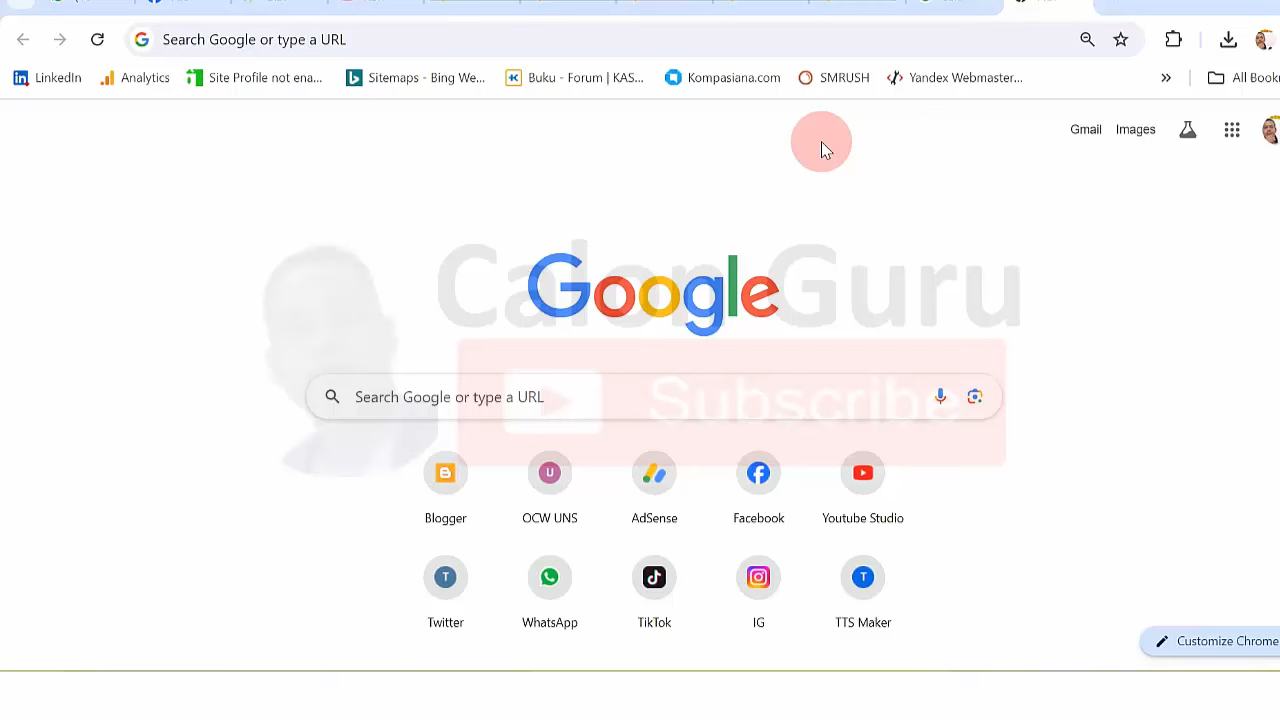 Search Google or type a URL
LinkedIn Analytics Site Profile not ena... Sitemaps - Bing We... Buku - Forum | KAS... Kompasiana.com SMRUSH Yandex Webmaster... » All Book
Gmail Images
Calon Guru
Google
Subscribe
Search Google or type a URL
Blogger OCW UNS AdSense Facebook Youtube Studio
Twitter WhatsApp TikTok IG TTS Maker
Customize Chrome